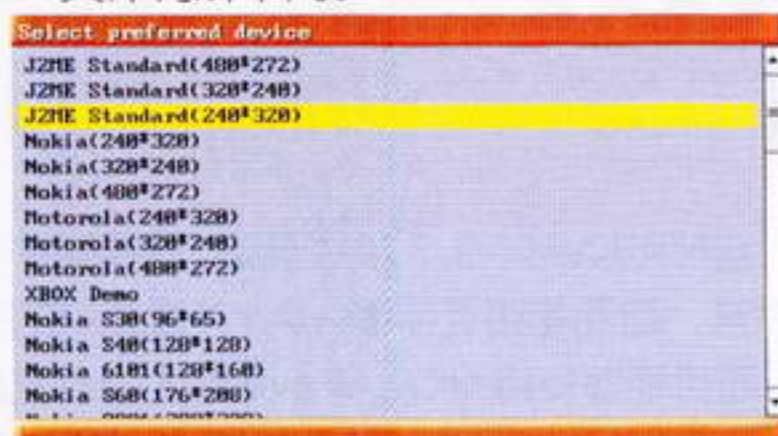 Select preferred device
J2ME Standard(480*272)
J2ME Standard(320*240)
J2ME Standard(240*320)
Nokia(240*320)
Nokia(320*240)
Nokia(480*272)
Motorola(240*320)
Motorola(320*240)
Motorola(480*272)
XBOX Demo
Nokia S30(96*65)
Nokia S40(128*128)
Nokia 6101(128*160)
Nokia S60(176*208)